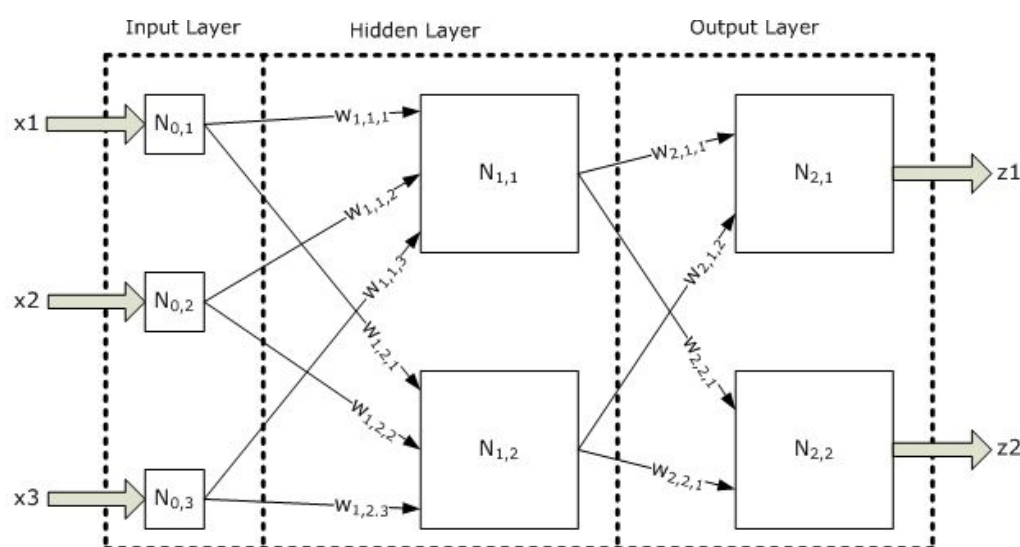 Input Layer
Hidden Layer
Output Layer
x1
N0,1
w1,1,1
N1,1
w2,1,1
N2,1
z1
w1,1,2
w1,1,3
w2,1,2
x2
N0,2
w1,2,1
w2,2,1
w1,2,2
N1,2
w2,2,1
N2,2
z2
x3
N0,3
w1,2.3